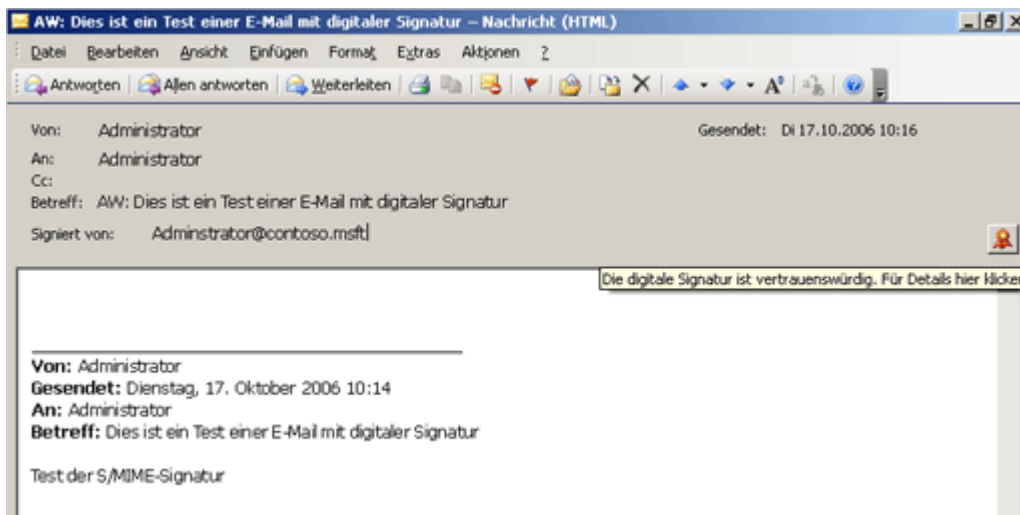 AW: Dies ist ein Test einer E-Mail mit digitaler Signatur – Nachricht (HTML)
Datei Bearbeiten Ansicht Einfügen Format Extras Aktionen ?
Antworten Allen antworten Weiterleiten
Von: Administrator Gesendet: Di 17.10.2006 10:16
An: Administrator
Cc:
Betreff: AW: Dies ist ein Test einer E-Mail mit digitaler Signatur
Signiert von: Adminstrator@contoso.msft
Die digitale Signatur ist vertrauenswürdig. Für Details hier klicken
Von: Administrator
Gesendet: Dienstag, 17. Oktober 2006 10:14
An: Administrator
Betreff: Dies ist ein Test einer E-Mail mit digitaler Signatur
Test der S/MIME-Signatur